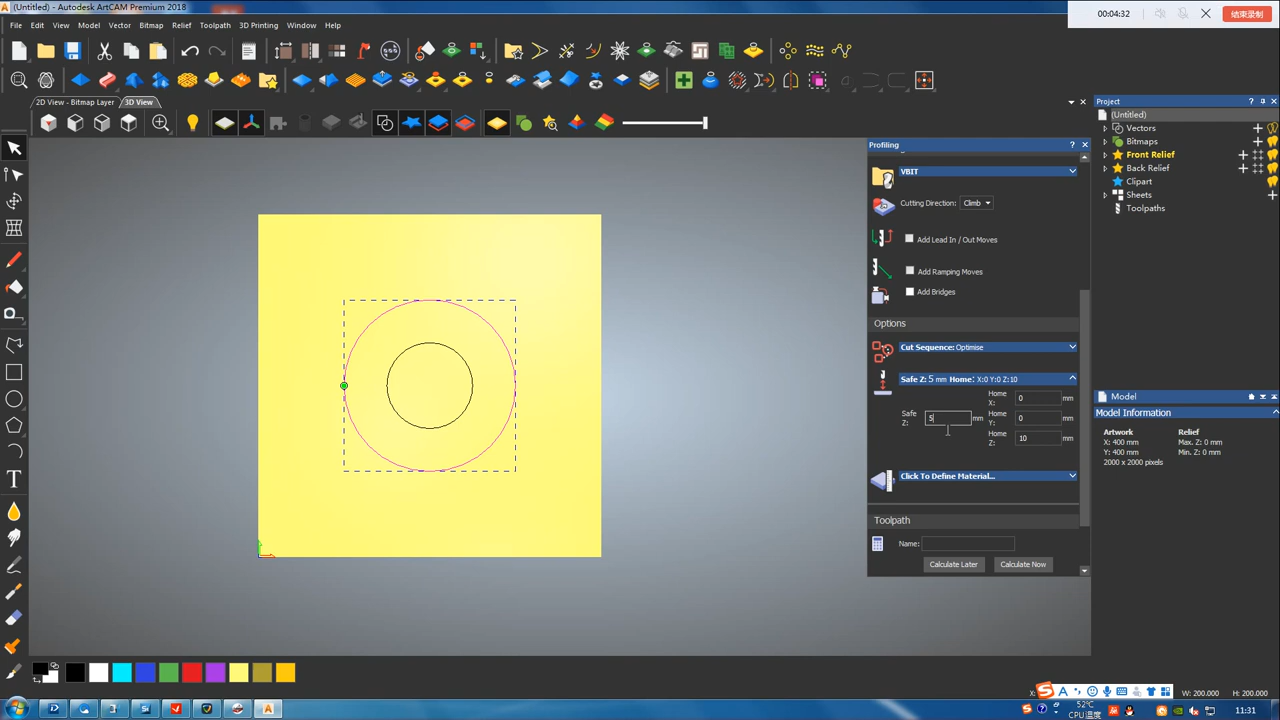 (Untitled) - Autodesk ArtCAM Premium 2018
00:04:32
结束录制
File Edit View Model Vector Bitmap Relief Toolpath 3D Printing Window Help
2D View - Bitmap Layer 3D View
Profiling
VBIT
Cutting Direction: Climb
Add Lead In / Out Moves
Add Ramping Moves
Add Bridges
Options
Cut Sequence: Optimise
Safe Z: 5 mm Home: X:0 Y:0 Z:10
Safe Z: 5 mm
Home X: 0 mm
Home Y: 0 mm
Home Z: 10 mm
Click To Define Material...
Toolpath
Name:
Calculate Later Calculate Now
Project
(Untitled)
Vectors
Bitmaps
Front Relief
Back Relief
Clipart
Sheets
Toolpaths
Model
Model Information
Artwork Relief
X: 400 mm Max. Z: 0 mm
Y: 400 mm Min. Z: 0 mm
2000 x 2000 pixels
X:
W: 200.000 H: 200.000
52℃
CPU温度
11:31